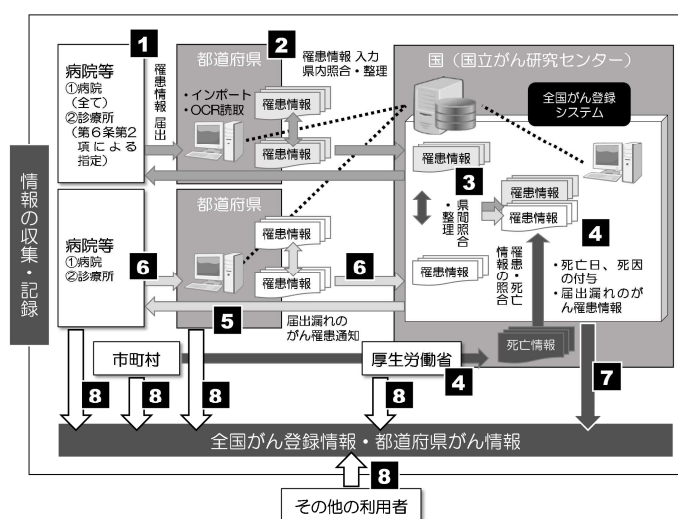 情報の収集・記録
1
病院等
①病院
(全て)
②診療所
(第6条第2
項による
指定)
罹患情報 届出
2
都道府県
・インポート
・OCR読取
罹患情報 入力
県内照合・整理
罹患情報
罹患情報
国（国立がん研究センター）
全国がん登録
システム
罹患情報
3
・県間照合
・整理
罹患情報
罹患情報
罹患情報
4
・死亡日、死因
の付与
・届出漏れのが
ん罹患情報
罹患・死亡
情報の照合
死亡情報
病院等
①病院
②診療所
6
都道府県
罹患情報
罹患情報
6
5
届出漏れの
がん罹患通知
市町村
厚生労働省
4
7
8
8
8
8
全国がん登録情報・都道府県がん情報
8
その他の利用者